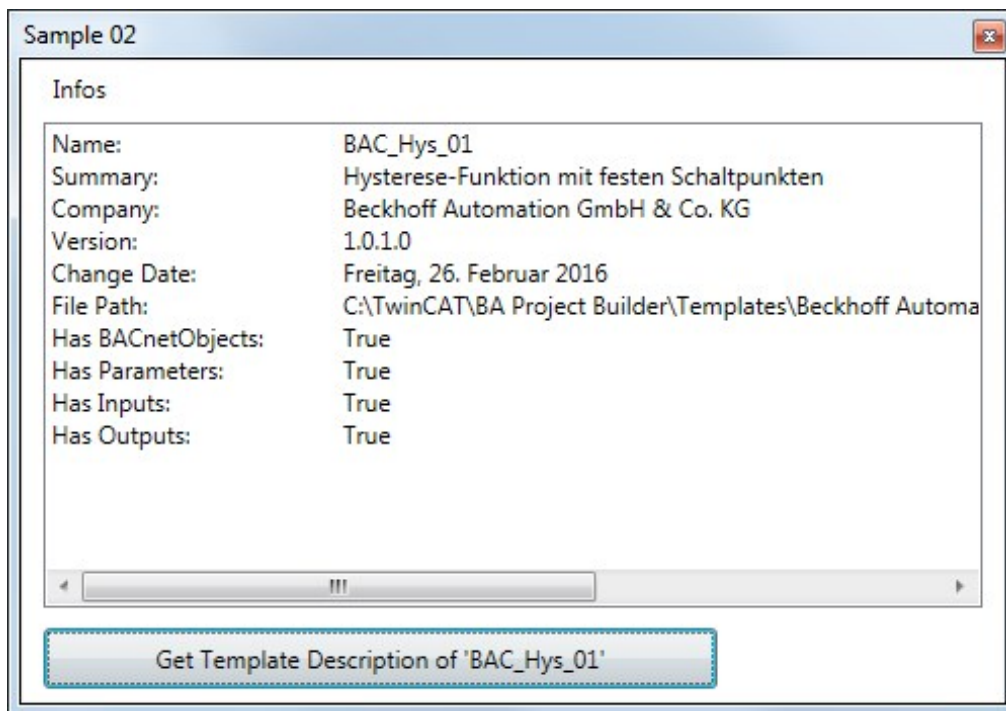 Sample 02
Infos
Name: BAC_Hys_01
Summary: Hysterese-Funktion mit festen Schaltpunkten
Company: Beckhoff Automation GmbH & Co. KG
Version: 1.0.1.0
Change Date: Freitag, 26. Februar 2016
File Path: C:\TwinCAT\BA Project Builder\Templates\Beckhoff Automa
Has BACnetObjects: True
Has Parameters: True
Has Inputs: True
Has Outputs: True
Get Template Description of 'BAC_Hys_01'